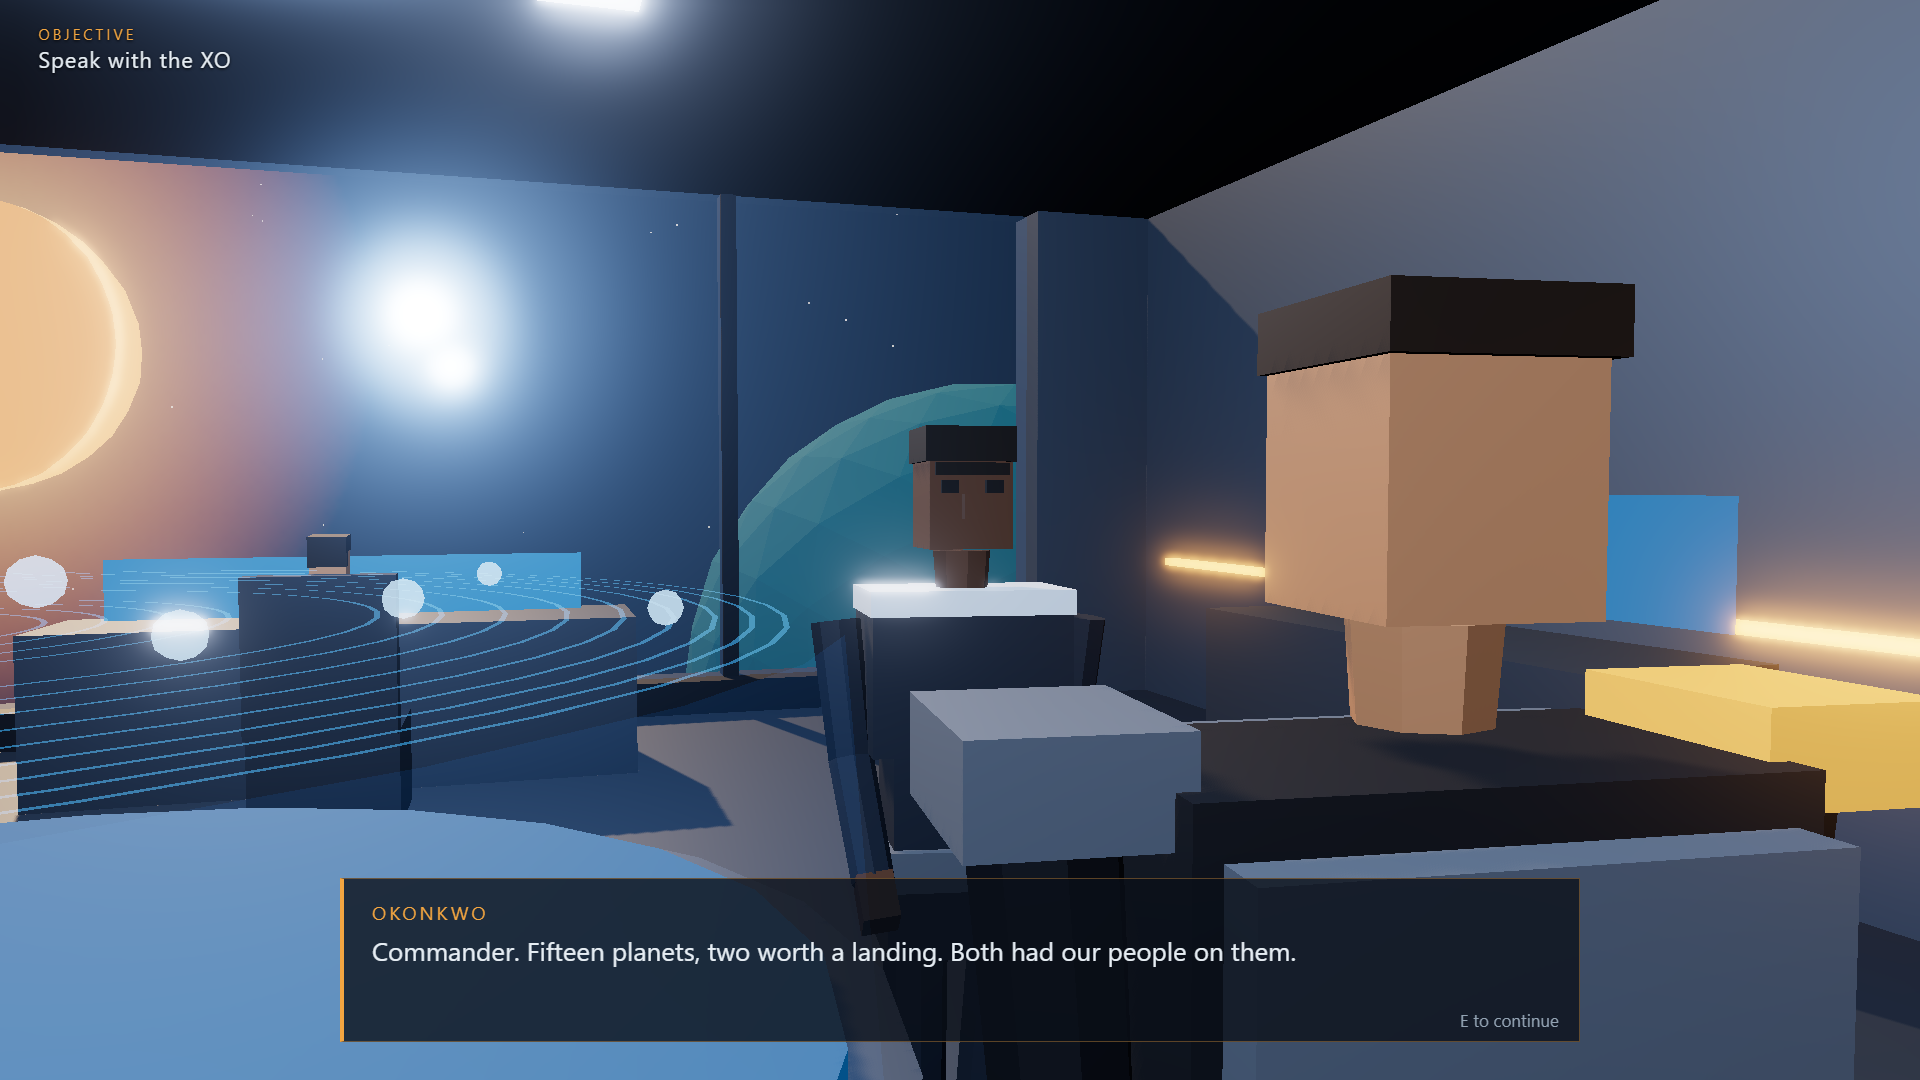 OBJECTIVE
Speak with the XO
OKONKWO
Commander. Fifteen planets, two worth a landing. Both had our people on them.
E to continue